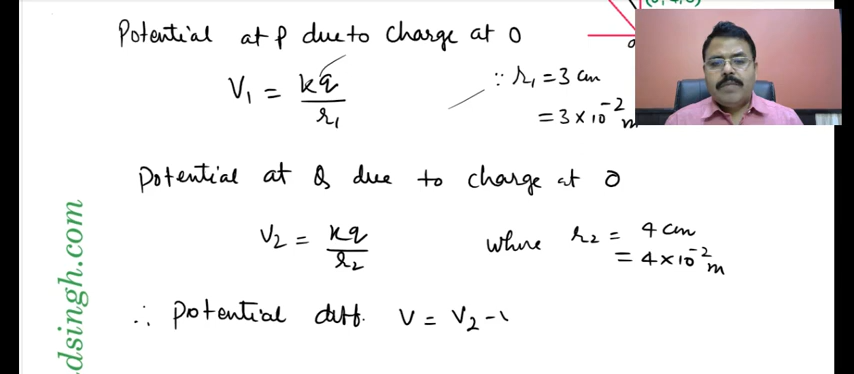 Potential at P due to charge at O
V₁ = kq / r₁
∵ r₁ = 3 cm
= 3 × 10⁻² m
Potential at Q due to charge at O
V₂ = kq / r₂ where r₂ = 4 cm
= 4 × 10⁻² m
∴ Potential diff. V = V₂ -
dsingh.com